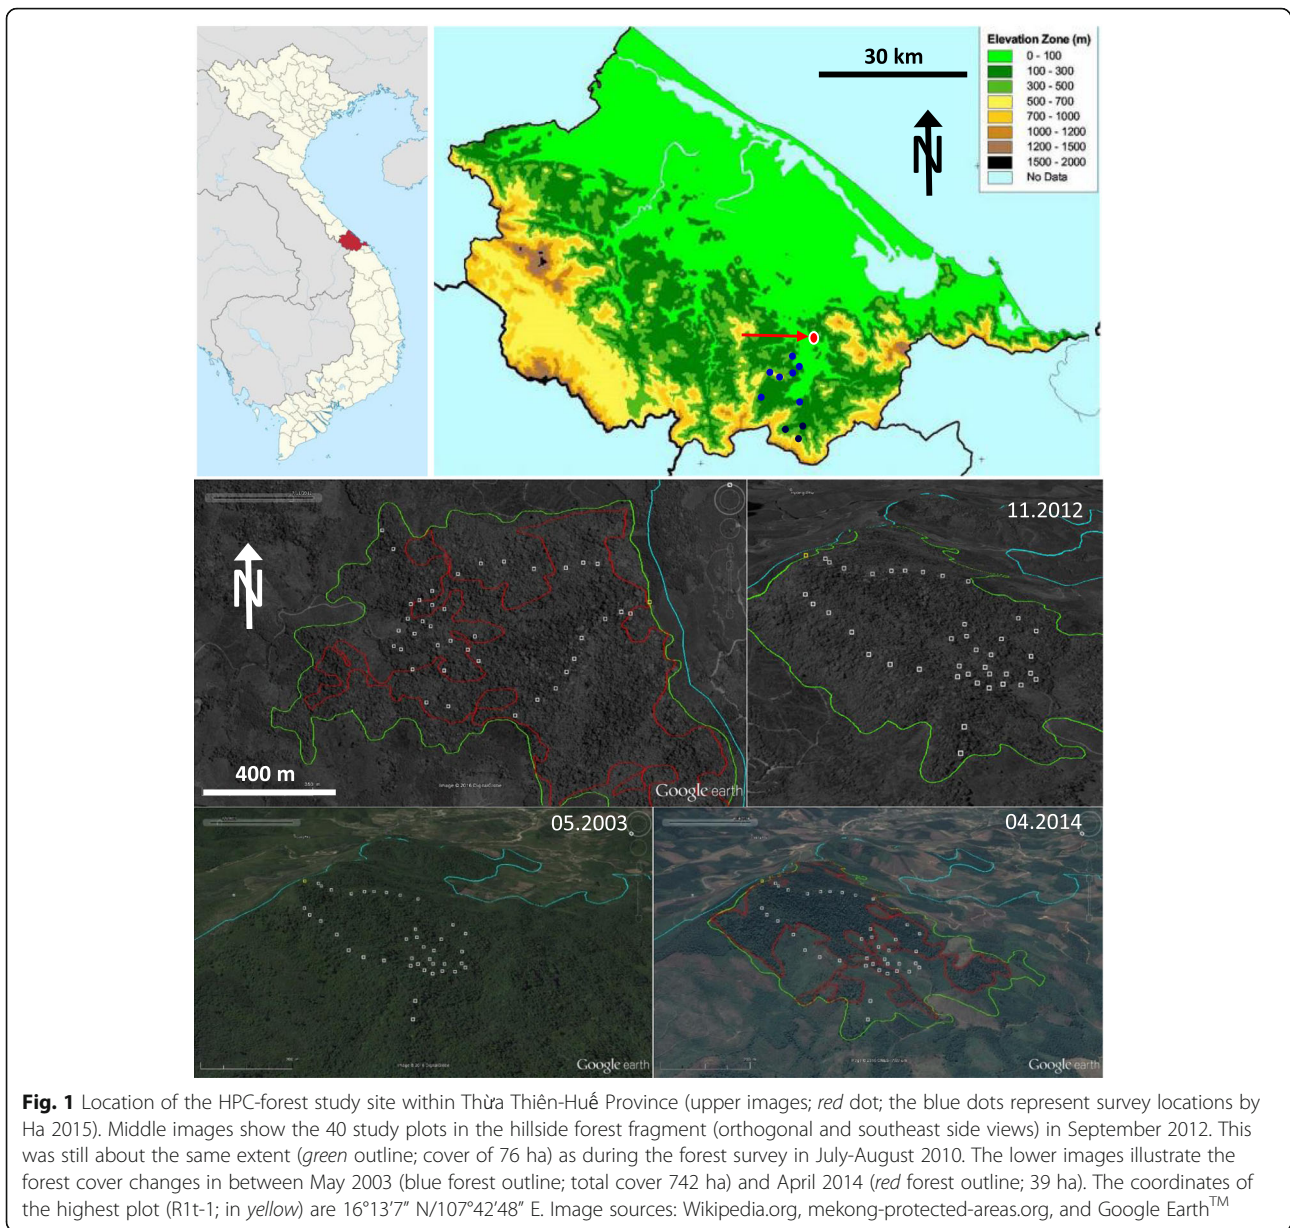 30 km
N
Elevation Zone (m)
0 - 100
100 - 300
300 - 500
500 - 700
700 - 1000
1000 - 1200
1200 - 1500
1500 - 2000
No Data
N
400 m
Google earth
11.2012
05.2003
Google earth
04.2014
Google earth
Fig. 1 Location of the HPC-forest study site within Thừa Thiên-Huế Province (upper images; red dot; the blue dots represent survey locations by
Ha 2015). Middle images show the 40 study plots in the hillside forest fragment (orthogonal and southeast side views) in September 2012. This
was still about the same extent (green outline; cover of 76 ha) as during the forest survey in July-August 2010. The lower images illustrate the
forest cover changes in between May 2003 (blue forest outline; total cover 742 ha) and April 2014 (red forest outline; 39 ha). The coordinates of
the highest plot (R1t-1; in yellow) are 16°13′7″ N/107°42′48″ E. Image sources: Wikipedia.org, mekong-protected-areas.org, and Google Earth™